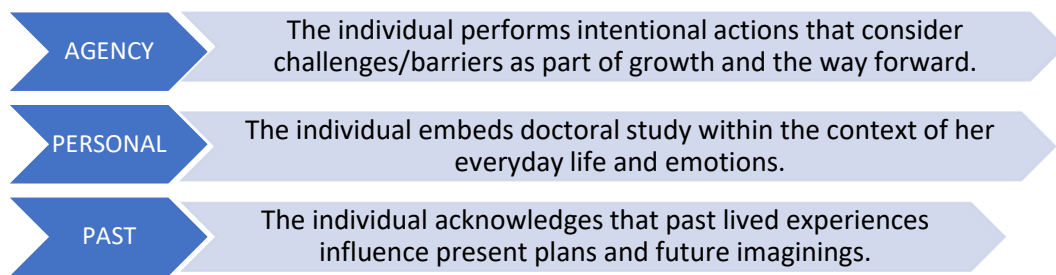 AGENCY
The individual performs intentional actions that consider
challenges/barriers as part of growth and the way forward.
PERSONAL
The individual embeds doctoral study within the context of her
everyday life and emotions.
PAST
The individual acknowledges that past lived experiences
influence present plans and future imaginings.